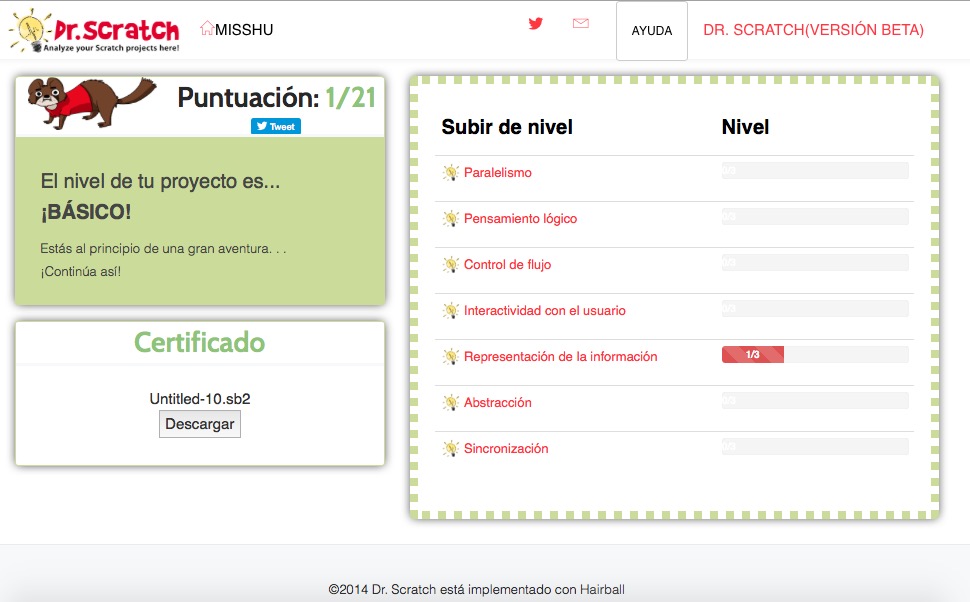 Dr.Scratch
Analyze your Scratch projects here!
MISSHU
AYUDA
DR. SCRATCH(VERSIÓN BETA)
Puntuación: 1/21
Tweet
El nivel de tu proyecto es...
¡BÁSICO!
Estás al principio de una gran aventura. . .
¡Continúa así!
Certificado
Untitled-10.sb2
Descargar
Subir de nivel Nivel
Paralelismo 0/3
Pensamiento lógico 0/3
Control de flujo 0/3
Interactividad con el usuario 0/3
Representación de la información 1/3
Abstracción 0/3
Sincronización 0/3
©2014 Dr. Scratch está implementado con Hairball